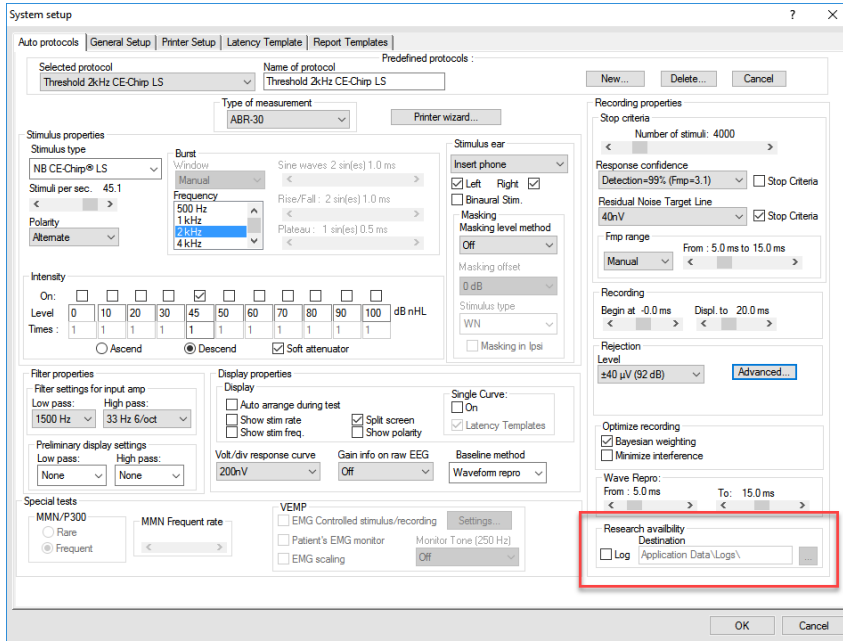 System setup
Auto protocols General Setup Printer Setup Latency Template Report Templates
Predefined protocols :
Selected protocol Name of protocol
Threshold 2kHz CE-Chirp LS Threshold 2kHz CE-Chirp LS New... Delete... Cancel
Type of measurement
ABR-30 Printer wizard...
Stimulus properties
Stimulus type
NB CE-Chirp® LS
Stimuli per sec. 45.1
Polarity
Alternate
Burst
Window
Manual
Frequency
500 Hz
1 kHz
2 kHz
4 kHz
Sine waves 2 sin(es) 1.0 ms
Rise/Fall : 2 sin(es) 1.0 ms
Plateau : 1 sin(es) 0.5 ms
Intensity
On:
Level 0 10 20 30 45 50 60 70 80 90 100 dB nHL
Times : 1 1 1 1 1 1 1 1 1 1 1
Ascend Descend Soft attenuator
Stimulus ear
Insert phone
Left Right
Binaural Stim.
Masking
Masking level method
Off
Masking offset
0 dB
Stimulus type
WN
Masking in Ipsi
Filter properties
Filter settings for input amp
Low pass: High pass:
1500 Hz 33 Hz 6/oct
Preliminary display settings
Low pass: High pass:
None None
Display properties
Display
Auto arrange during test
Show stim rate Split screen
Show stim freq. Show polarity
Single Curve:
On
Latency Templates
Volt/div response curve Gain info on raw EEG Baseline method
200nV Off Waveform repro
Special tests
MMN/P300
Rare
Frequent
MMN Frequent rate
VEMP
EMG Controlled stimulus/recording Settings...
Patient's EMG monitor Monitor Tone (250 Hz)
EMG scaling Off
Recording properties
Stop criteria
Number of stimuli: 4000
Response confidence
Detection=99% (Fmp=3.1) Stop Criteria
Residual Noise Target Line
40nV Stop Criteria
Fmp range
Manual From : 5.0 ms to 15.0 ms
Recording
Begin at -0.0 ms Displ. to 20.0 ms
Rejection
Level
±40 µV (92 dB) Advanced...
Optimize recording
Bayesian weighting
Minimize interference
Wave Repro:
From : 5.0 ms To: 15.0 ms
Research availbility
Destination
Log Application Data\Logs\ ...
OK Cancel